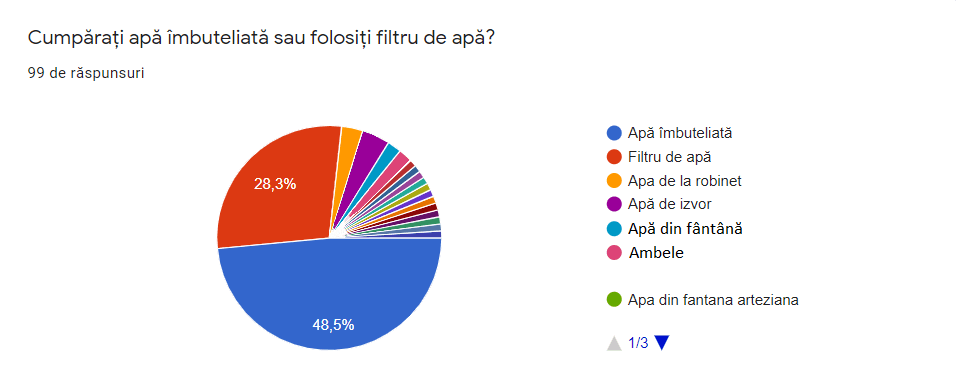 Cumpărați apă îmbuteliată sau folosiți filtru de apă?
99 de răspunsuri
28,3%
48,5%
Apă îmbuteliată
Filtru de apă
Apa de la robinet
Apă de izvor
Apă din fântână
Ambele
Apa din fantana arteziana
1/3